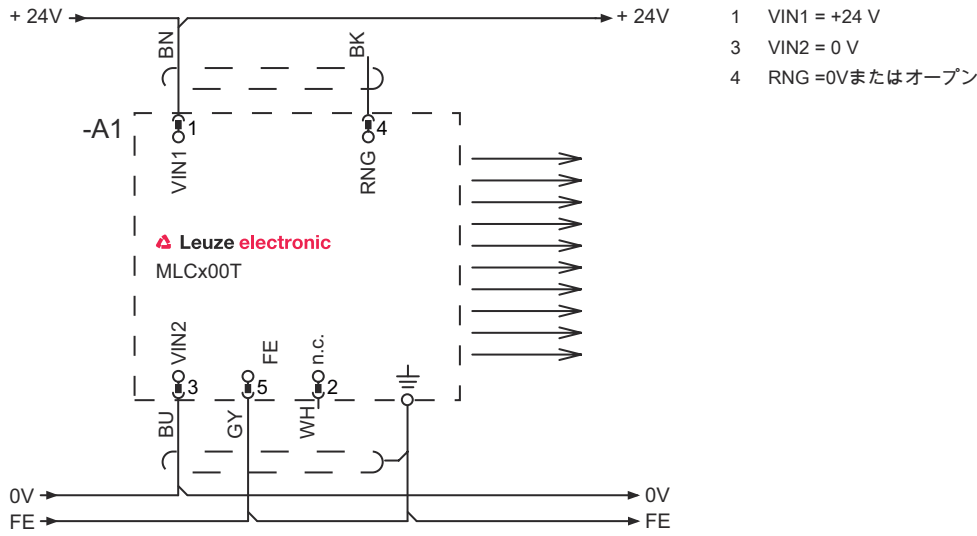 + 24V
+ 24V
BN
BK
-A1
1
4
VIN1
RNG
Leuze electronic
MLCx00T
VIN2
FE
n.c.
3
5
2
BU
GY
WH
0V
0V
FE
FE
1 VIN1 = +24 V
3 VIN2 = 0 V
4 RNG =0Vまたはオープン